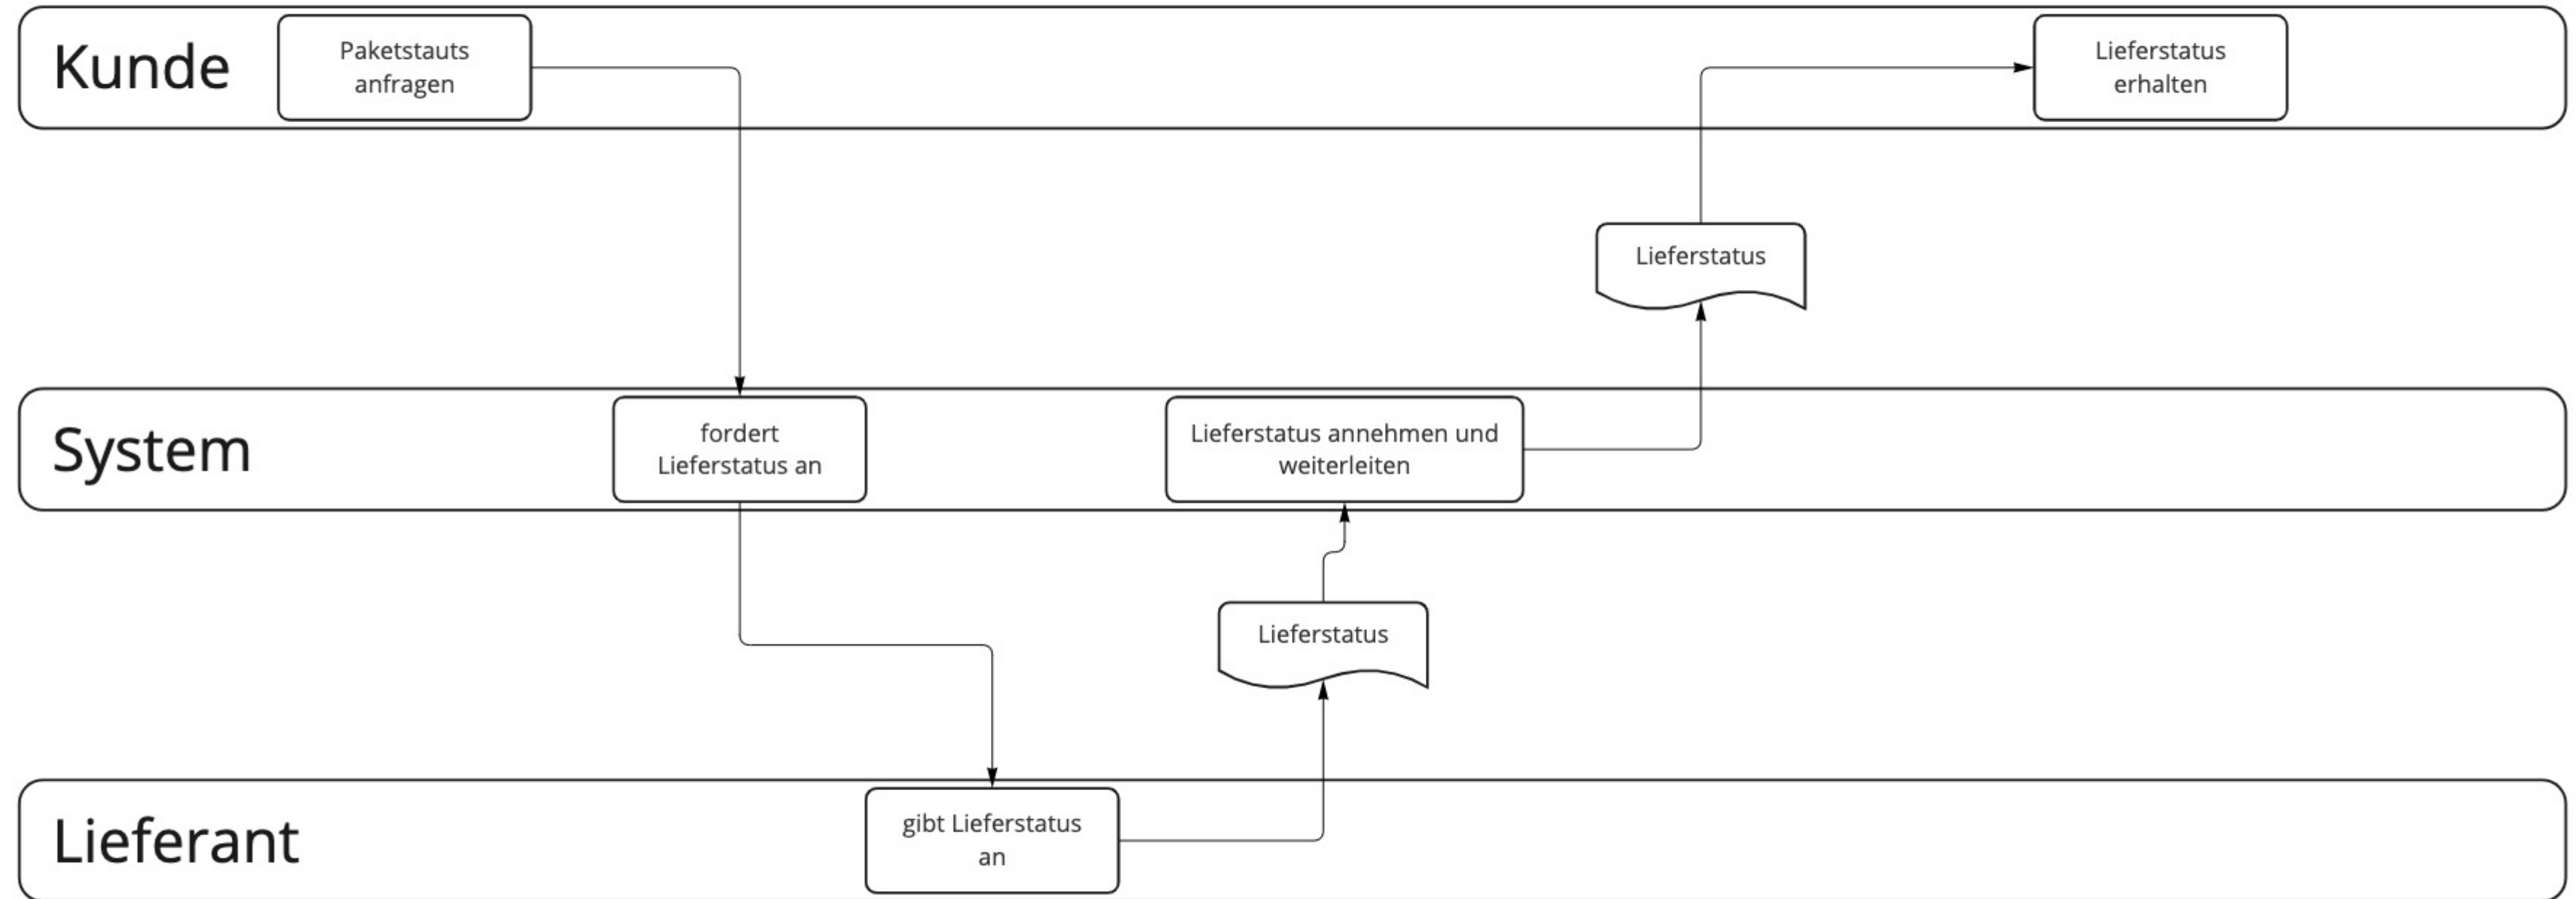 Kunde
Paketstauts
anfragen
Lieferstatus
erhalten
Lieferstatus
System
fordert
Lieferstatus an
Lieferstatus annehmen und
weiterleiten
Lieferstatus
Lieferant
gibt Lieferstatus
an